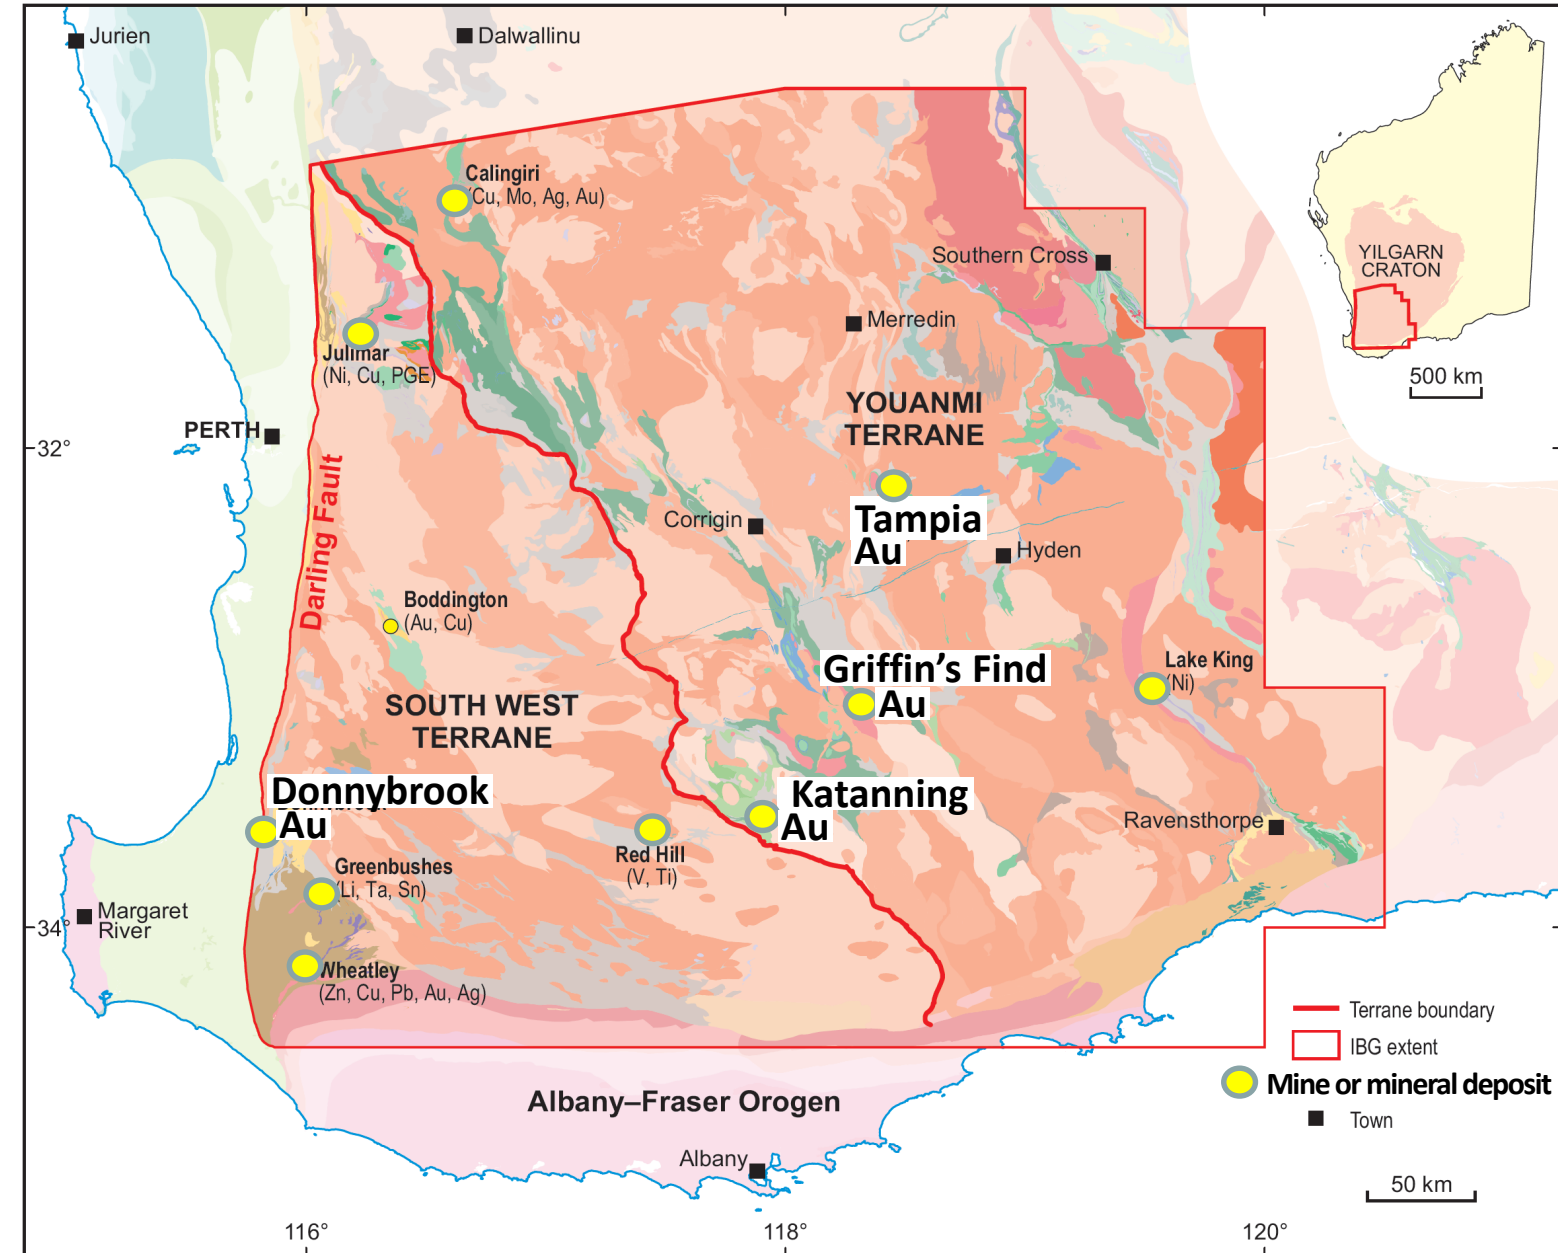 Jurien
Dalwallinu
Calingiri
(Cu, Mo, Ag, Au)
Southern Cross
YILGARN
CRATON
500 km
Merredin
Julimar
(Ni, Cu, PGE)
PERTH
32°
YOUANMI
TERRANE
Darling Fault
Corrigin
Tampia
Au
Hyden
Boddington
(Au, Cu)
Griffin's Find
Au
Lake King
(Ni)
SOUTH WEST
TERRANE
Donnybrook
Au
Katanning
Au
Ravensthorpe
Red Hill
(V, Ti)
Greenbushes
(Li, Ta, Sn)
Margaret
River
34°
Wheatley
(Zn, Cu, Pb, Au, Ag)
Terrane boundary
IBG extent
Mine or mineral deposit
Town
Albany–Fraser Orogen
Albany
50 km
116°
118°
120°